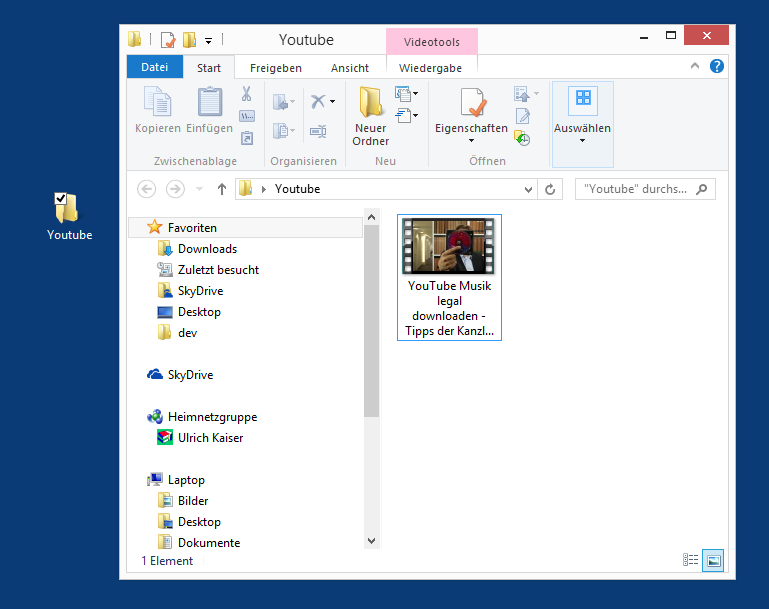 Youtube
Videotools
Datei
Start
Freigeben
Ansicht
Wiedergabe
Kopieren
Einfügen
Neuer
Ordner
Eigenschaften
Auswählen
Zwischenablage
Organisieren
Neu
Öffnen
Youtube
"Youtube" durchs...
Youtube
Favoriten
Downloads
Zuletzt besucht
SkyDrive
Desktop
dev
SkyDrive
Heimnetzgruppe
Ulrich Kaiser
Laptop
Bilder
Desktop
Dokumente
YouTube Musik
legal
downloaden -
Tipps der Kanzl...
1 Element